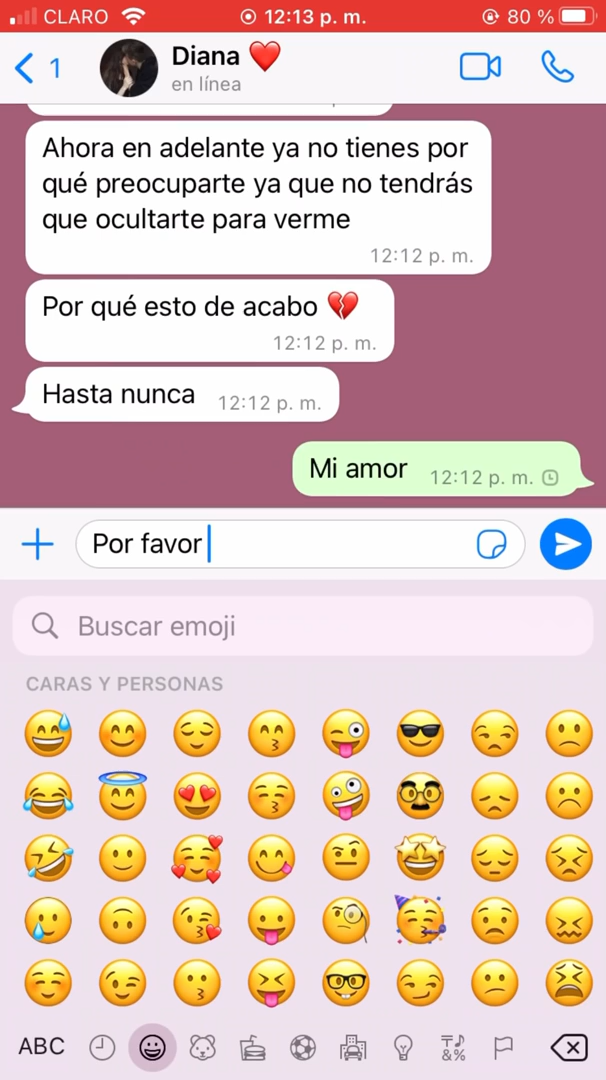 CLARO 12:13 p. m. 80 %
1 Diana ❤️
en línea
Ahora en adelante ya no tienes por
qué preocuparte ya que no tendrás
que ocultarte para verme
12:12 p. m.
Por qué esto de acabo 💔
12:12 p. m.
Hasta nunca 12:12 p. m.
Mi amor 12:12 p. m.
Por favor
Buscar emoji
CARAS Y PERSONAS
ABC